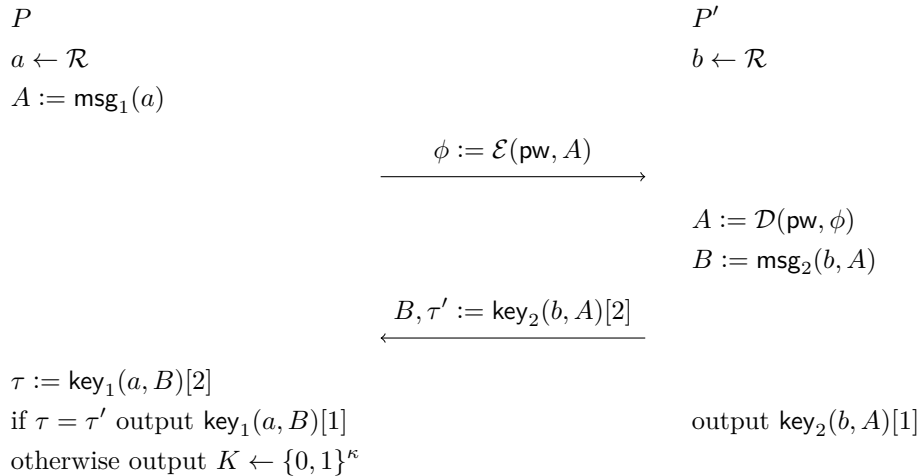 P P′
a ← ℛ b ← ℛ
A := msg₁(a)
ϕ := ℰ(pw, A)
A := 𝒟(pw, ϕ)
B := msg₂(b, A)
B, τ′ := key₂(b, A)[2]
τ := key₁(a, B)[2]
if τ = τ′ output key₁(a, B)[1] output key₂(b, A)[1]
otherwise output K ← {0, 1}^κ